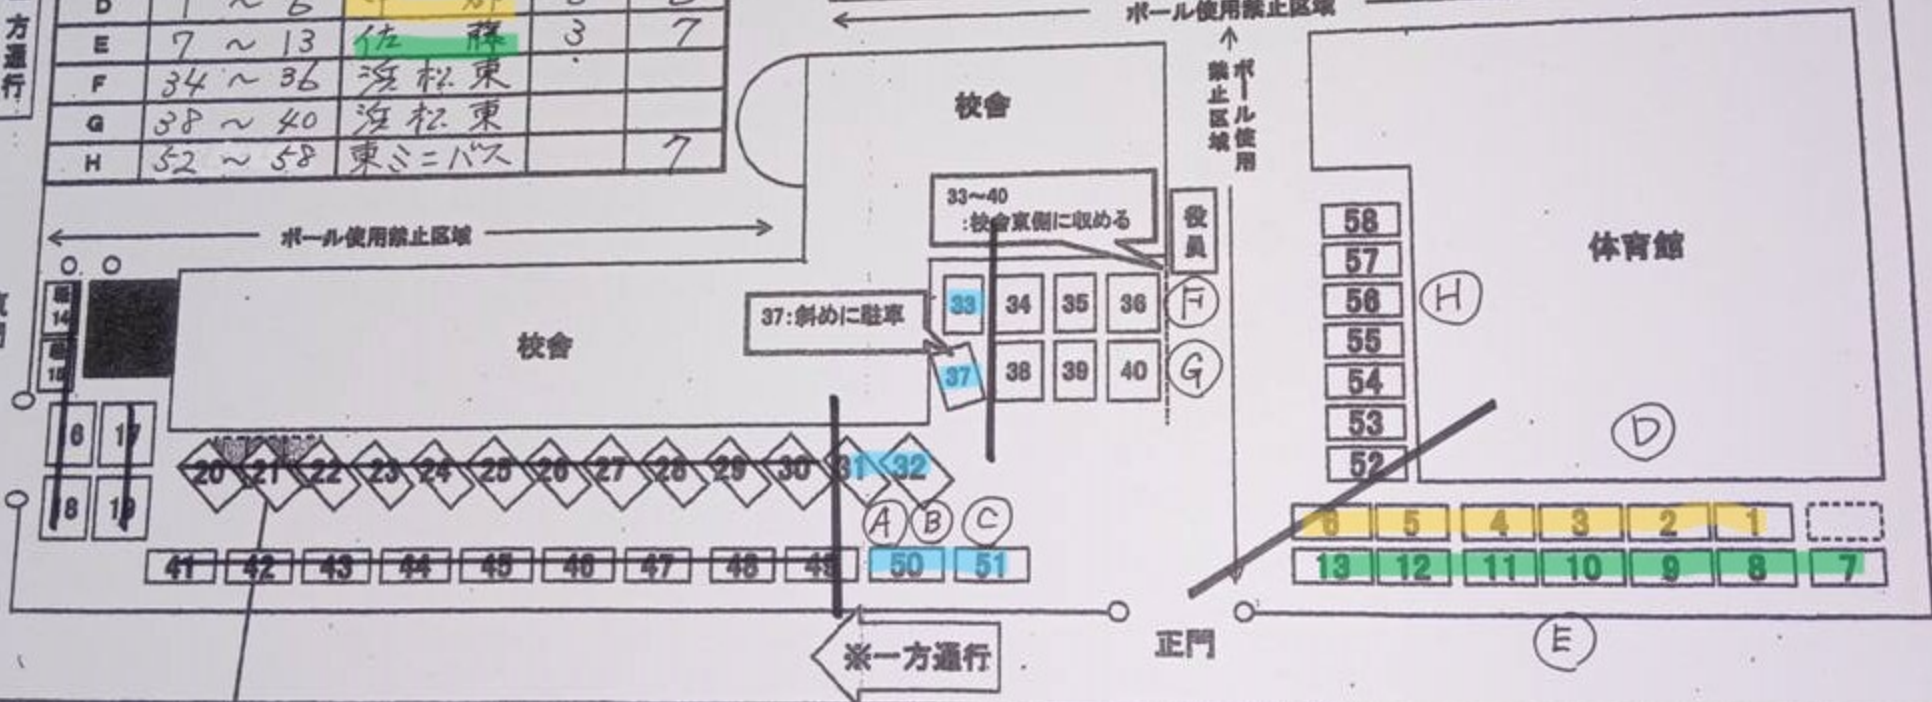 方通行
D 1 ～ 6
E 7 ～ 13 佐藤 3 7
F 34 ～ 36 浜松東
G 38 ～ 40 浜松東
H 52 ～ 58 東ミニバス 7
ボール使用禁止区域
ボール使用禁止区域
ボール使用禁止区域
校舎
33～40
:校舎東側に収める
役員
体育館
37:斜めに駐車
校舎
33 34 35 36 F
37 38 39 40 G
58
57
56
55
54
53
52
H
D
14
15
16 17
18 19
20 21 22 23 24 25 26 27 28 29 30 31 32
A B C
41 42 43 44 45 46 47 48 49 50 51
6 5 4 3 2 1
13 12 11 10 9 8 7
E
正門
※一方通行